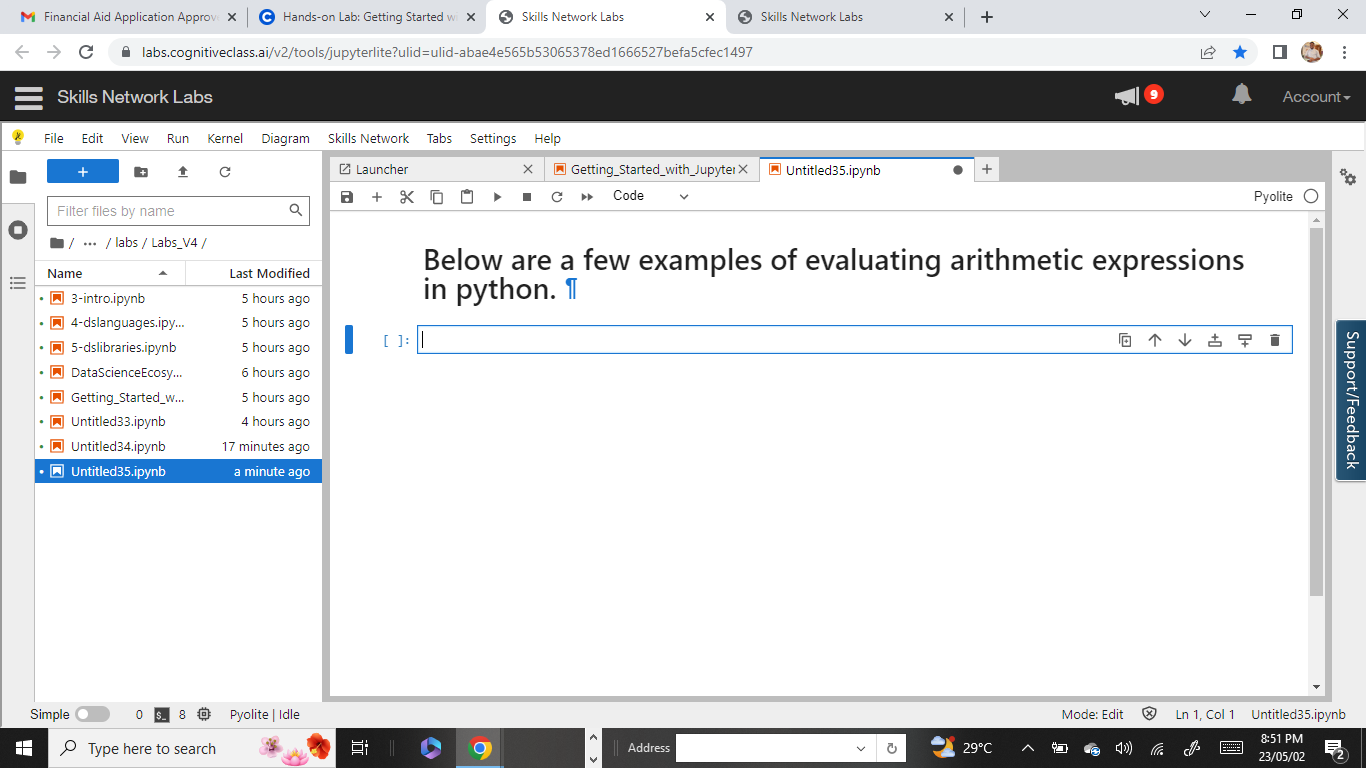 Financial Aid Application Approv
Hands-on Lab: Getting Started w
Skills Network Labs
Skills Network Labs
labs.cognitiveclass.ai/v2/tools/jupyterlite?ulid=ulid-abae4e565b53065378ed1666527befa5cfec1497
Skills Network Labs
9
Account
File Edit View Run Kernel Diagram Skills Network Tabs Settings Help
Launcher
Getting_Started_with_Jupyter
Untitled35.ipynb
Code
Pyolite
Filter files by name
/ ... / labs / Labs_V4 /
Name Last Modified
3-intro.ipynb 5 hours ago
4-dslanguages.ipy... 5 hours ago
5-dslibraries.ipynb 5 hours ago
DataScienceEcosy... 6 hours ago
Getting_Started_w... 5 hours ago
Untitled33.ipynb 4 hours ago
Untitled34.ipynb 17 minutes ago
Untitled35.ipynb a minute ago
Below are a few examples of evaluating arithmetic expressions
in python. ¶
[ ]:
Support/Feedback
Simple 0 $_ 8 Pyolite | Idle
Mode: Edit Ln 1, Col 1 Untitled35.ipynb
Type here to search
Address
29°C
8:51 PM
23/05/02
2